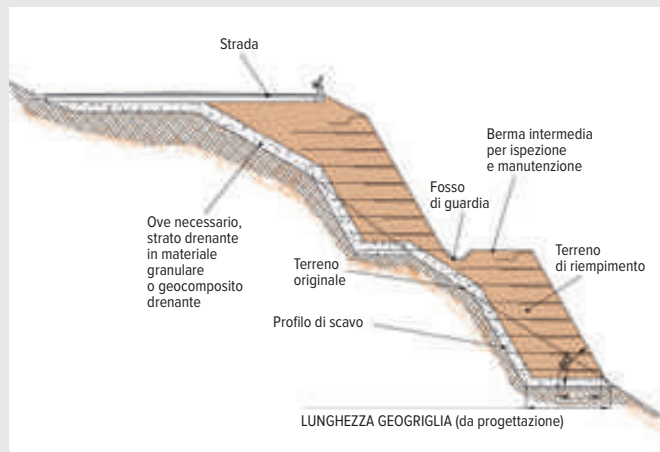 Strada
Berma intermedia
per ispezione
e manutenzione
Fosso
di guardia
Ove necessario,
strato drenante
in materiale
granulare
o geocomposito
drenante
Terreno
originale
Terreno
di riempimento
Profilo di scavo
LUNGHEZZA GEOGRIGLIA (da progettazione)